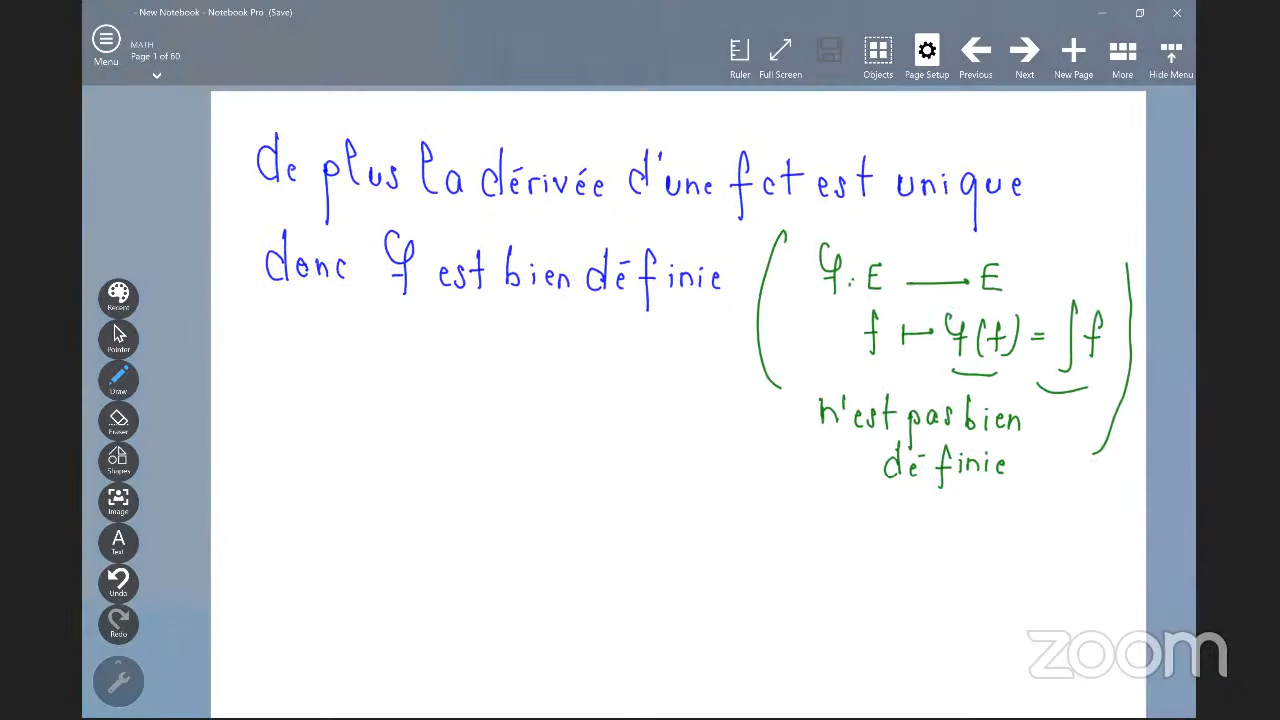 - New Notebook - Notebook Pro (Save)
Menu
MATH
Page 1 of 60
Ruler
Full Screen
Objects
Page Setup
Previous
Next
New Page
More
Hide Menu
de plus la dérivée d'une fct est unique
donc φ est bien définie
φ: E ⟶ E
f ↦ φ(f) = ∫f
n'est pas bien
définie
Recent
Pointer
Draw
Eraser
Shapes
Image
A
Text
Undo
Redo
zoom